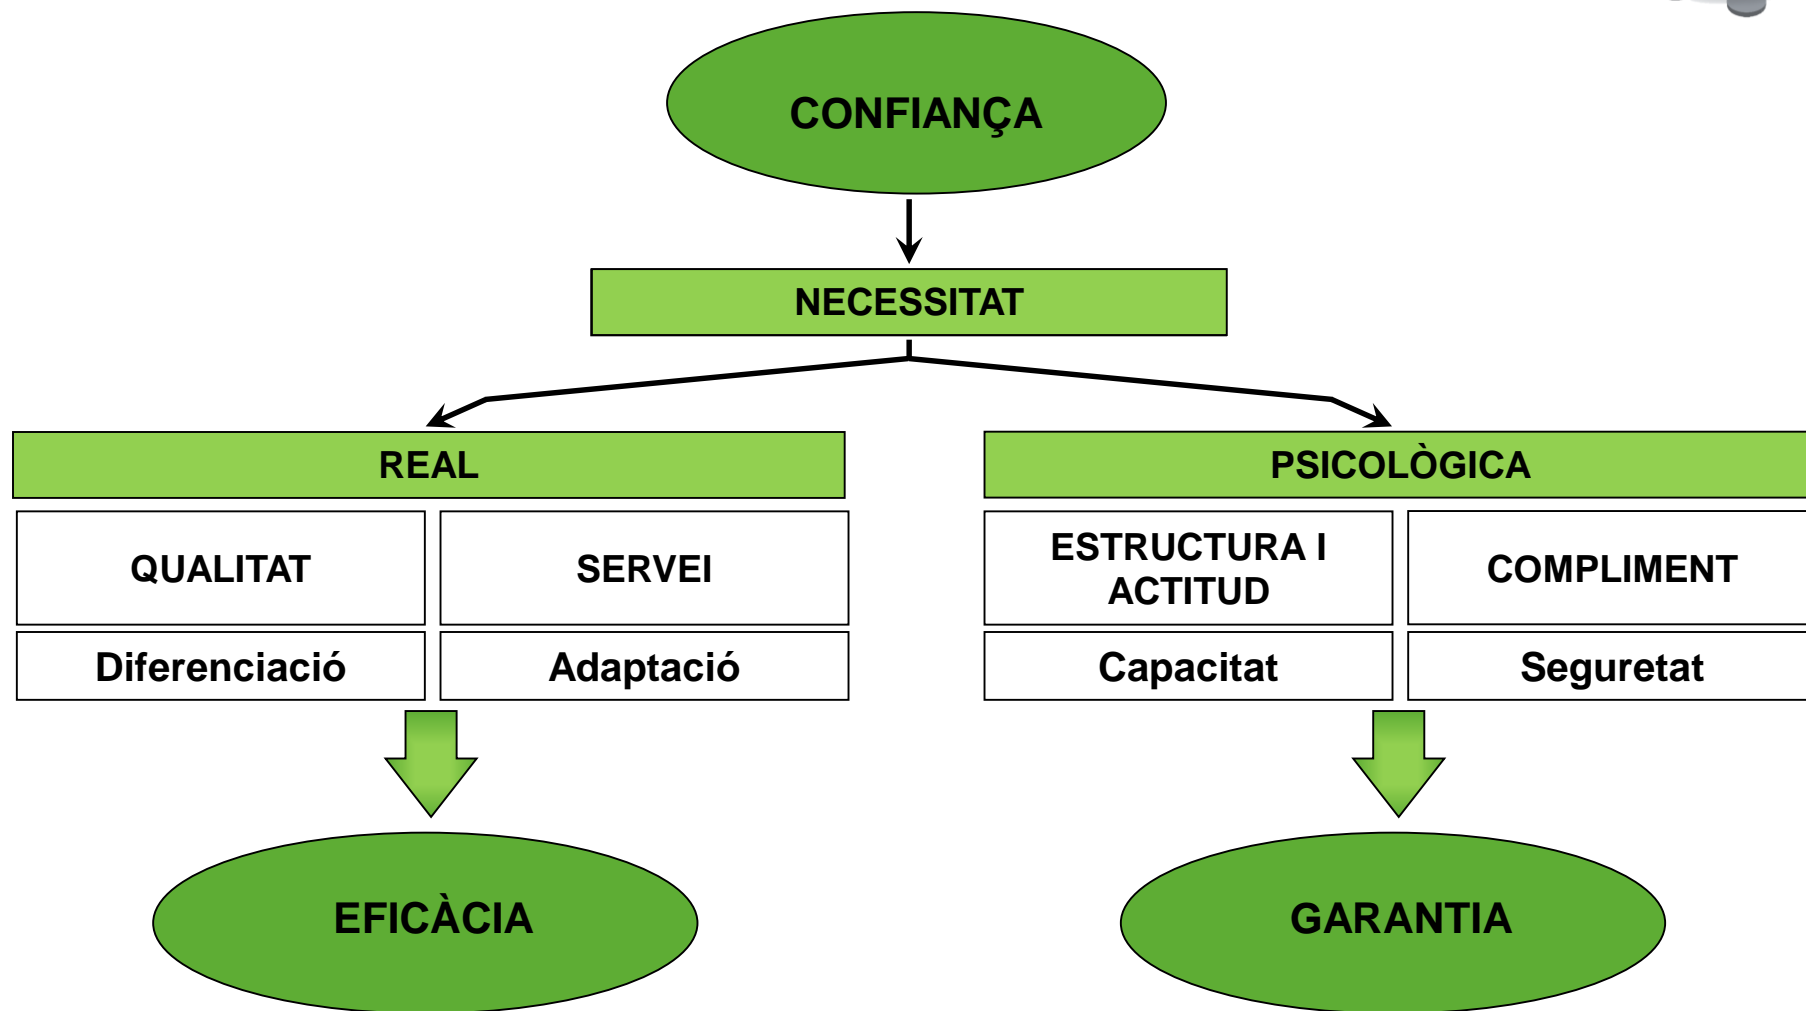 CONFIANÇA
NECESSITAT
REAL
PSICOLÒGICA
QUALITAT
SERVEI
ESTRUCTURA I
ACTITUD
COMPLIMENT
Diferenciació
Adaptació
Capacitat
Seguretat
EFICÀCIA
GARANTIA